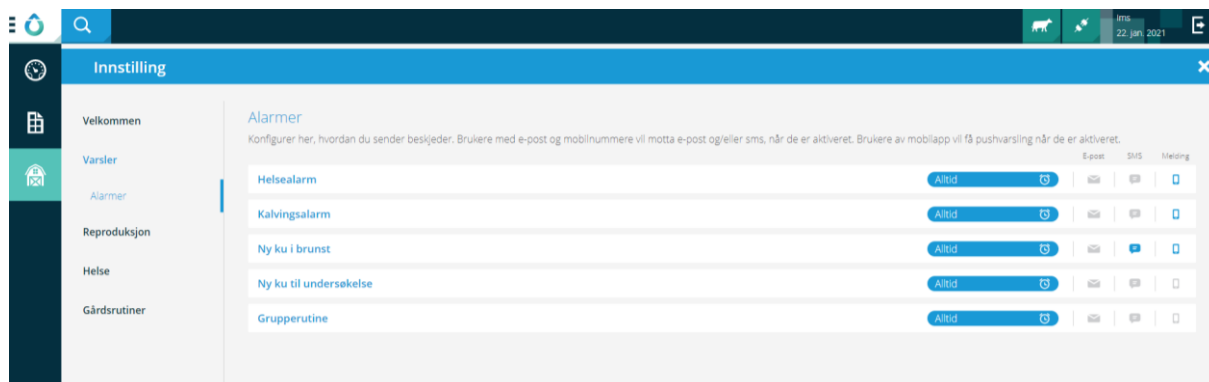 Ims
22. jan. 2021
Innstilling
Velkommen
Varsler
Alarmer
Reproduksjon
Helse
Gårdsrutiner
Alarmer
Konfigurer her, hvordan du sender beskjeder. Brukere med e-post og mobilnummere vil motta e-post og/eller sms, når de er aktiveret. Brukere av mobilapp vil få pushvarsling når de er aktiveret.
E-post SMS Melding
Helsealarm Alltid
Kalvingsalarm Alltid
Ny ku i brunst Alltid
Ny ku til undersøkelse Alltid
Grupperutine Alltid